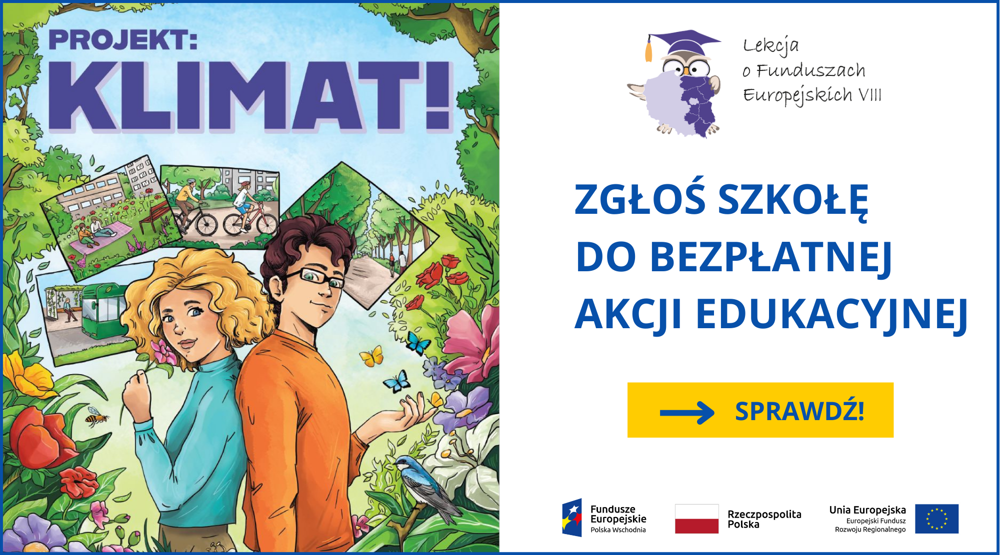 PROJEKT:
KLIMAT!
Lekcja
o Funduszach
Europejskich VIII
ZGŁOŚ SZKOŁĘ
DO BEZPŁATNEJ
AKCJI EDUKACYJNEJ
SPRAWDŹ!
Fundusze
Europejskie
Polska Wschodnia
Rzeczpospolita
Polska
Unia Europejska
Europejski Fundusz
Rozwoju Regionalnego